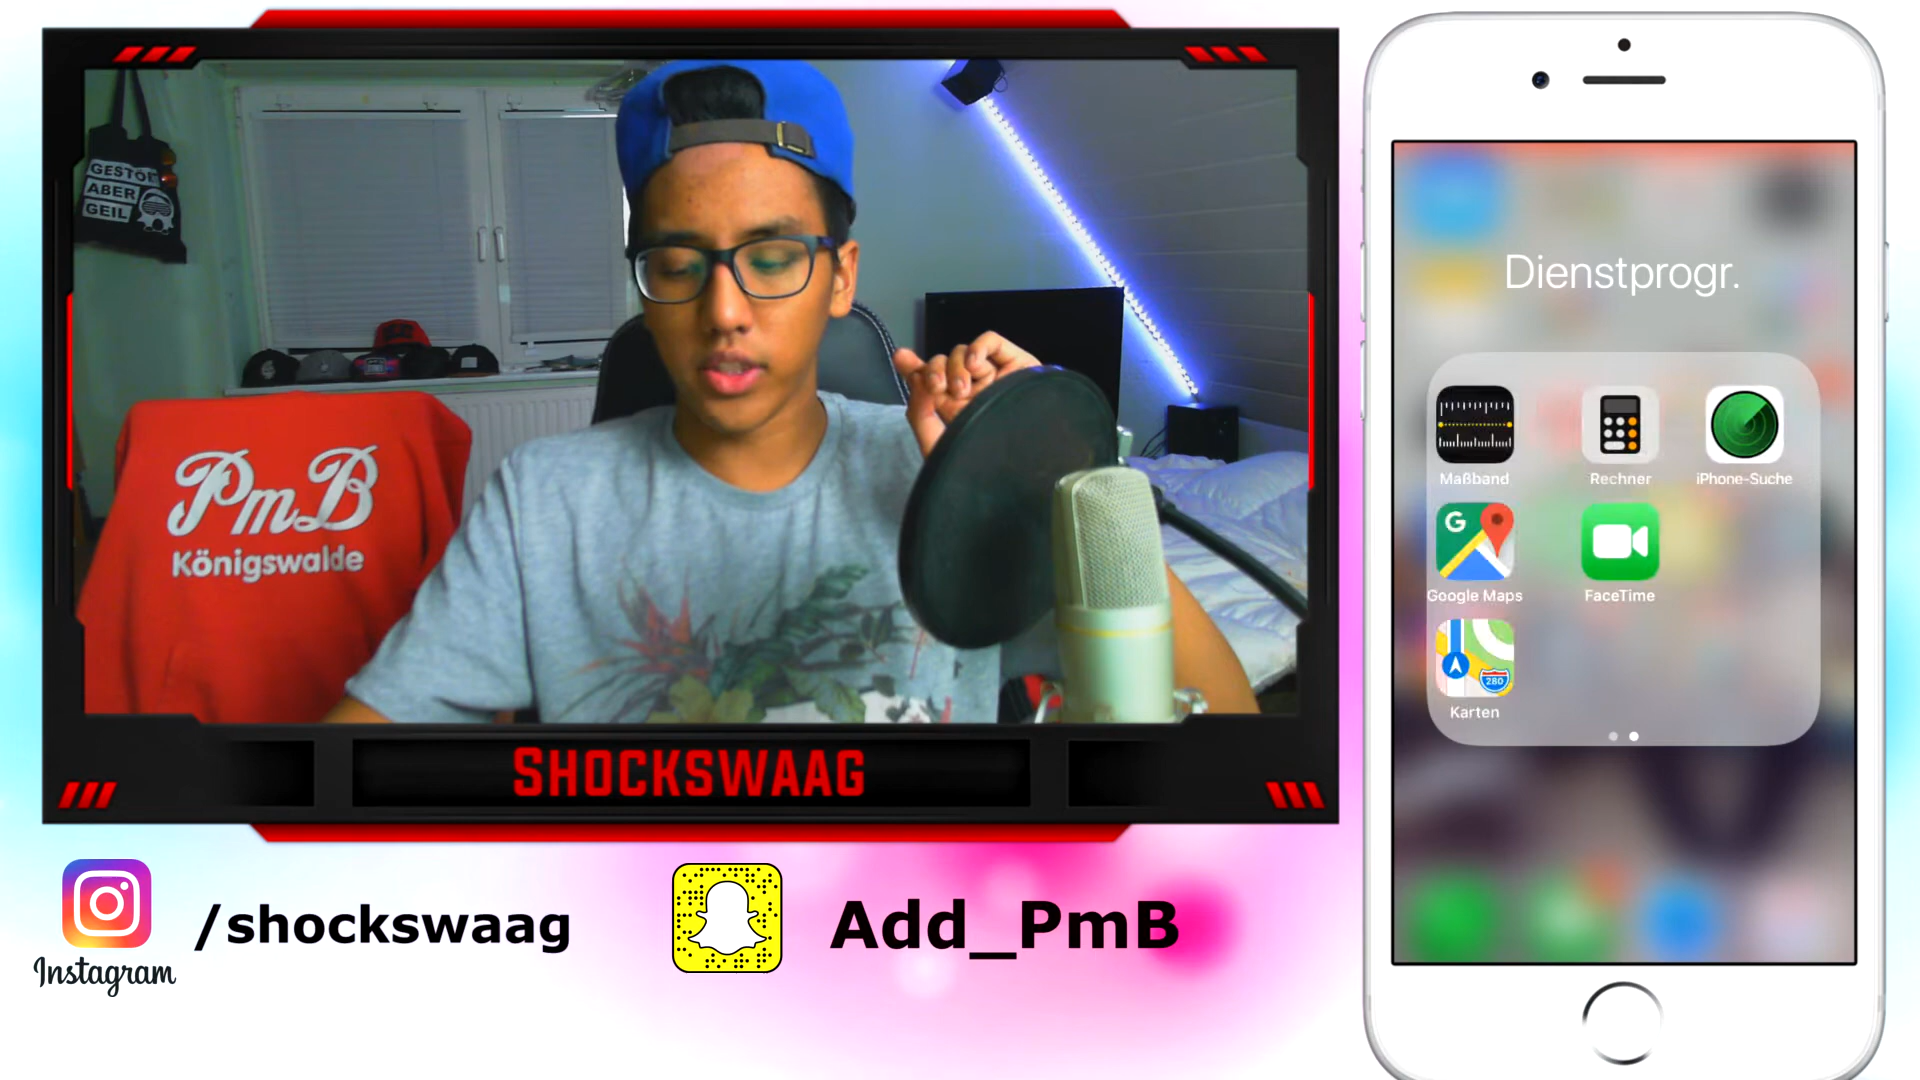 GESTÖRT
ABER
GEIL
PmB
Königswalde
SHOCKSWAAG
Instagram
/shockswaag
Add_PmB
Dienstprogr.
Maßband
Rechner
iPhone-Suche
G
Google Maps
FaceTime
280
Karten